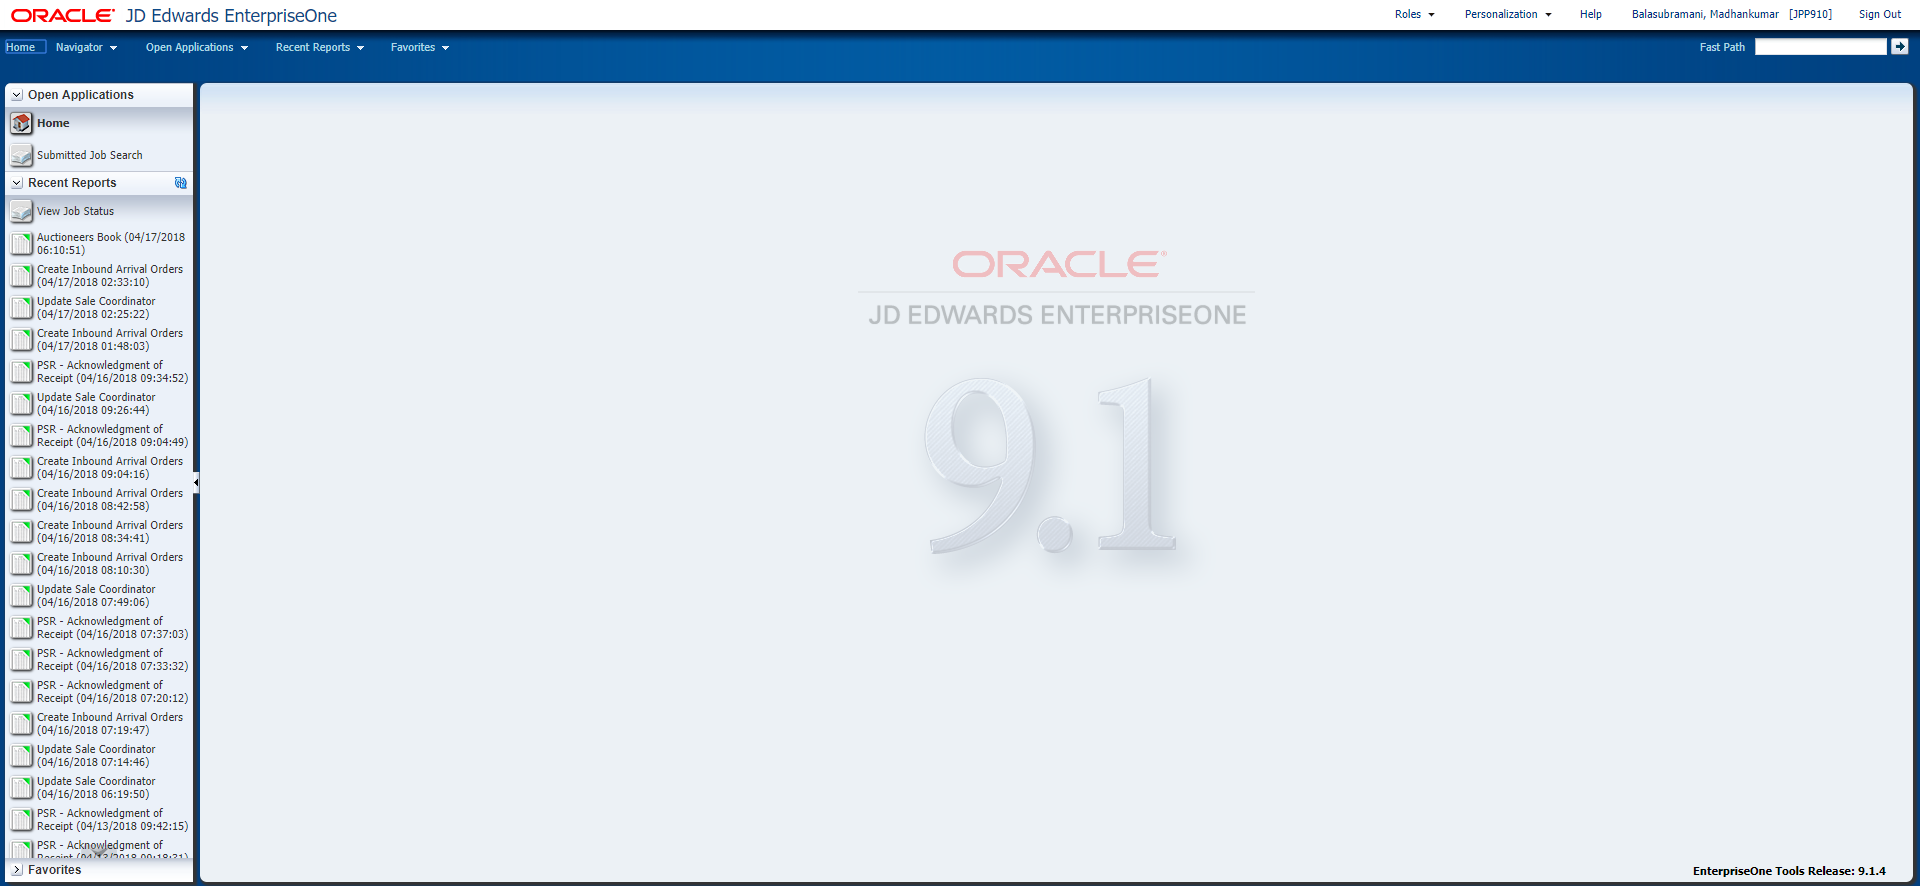 ORACLE JD Edwards EnterpriseOne
Roles Personalization Help Balasubramani, Madhankumar [JPP910] Sign Out
Home Navigator Open Applications Recent Reports Favorites Fast Path
Open Applications
Home
Submitted Job Search
Recent Reports
View Job Status
Auctioneers Book (04/17/2018
06:10:51)
Create Inbound Arrival Orders
(04/17/2018 02:33:10)
Update Sale Coordinator
(04/17/2018 02:25:22)
Create Inbound Arrival Orders
(04/17/2018 01:48:03)
PSR - Acknowledgment of
Receipt (04/16/2018 09:34:52)
Update Sale Coordinator
(04/16/2018 09:26:44)
PSR - Acknowledgment of
Receipt (04/16/2018 09:04:49)
Create Inbound Arrival Orders
(04/16/2018 09:04:16)
Create Inbound Arrival Orders
(04/16/2018 08:42:58)
Create Inbound Arrival Orders
(04/16/2018 08:34:41)
Create Inbound Arrival Orders
(04/16/2018 08:10:30)
Update Sale Coordinator
(04/16/2018 07:49:06)
PSR - Acknowledgment of
Receipt (04/16/2018 07:37:03)
PSR - Acknowledgment of
Receipt (04/16/2018 07:33:32)
PSR - Acknowledgment of
Receipt (04/16/2018 07:20:12)
Create Inbound Arrival Orders
(04/16/2018 07:19:47)
Update Sale Coordinator
(04/16/2018 07:14:46)
Update Sale Coordinator
(04/16/2018 06:19:50)
PSR - Acknowledgment of
Receipt (04/13/2018 09:42:15)
PSR - Acknowledgment of
Receipt
Favorites
ORACLE
JD EDWARDS ENTERPRISEONE
9.1
EnterpriseOne Tools Release: 9.1.4